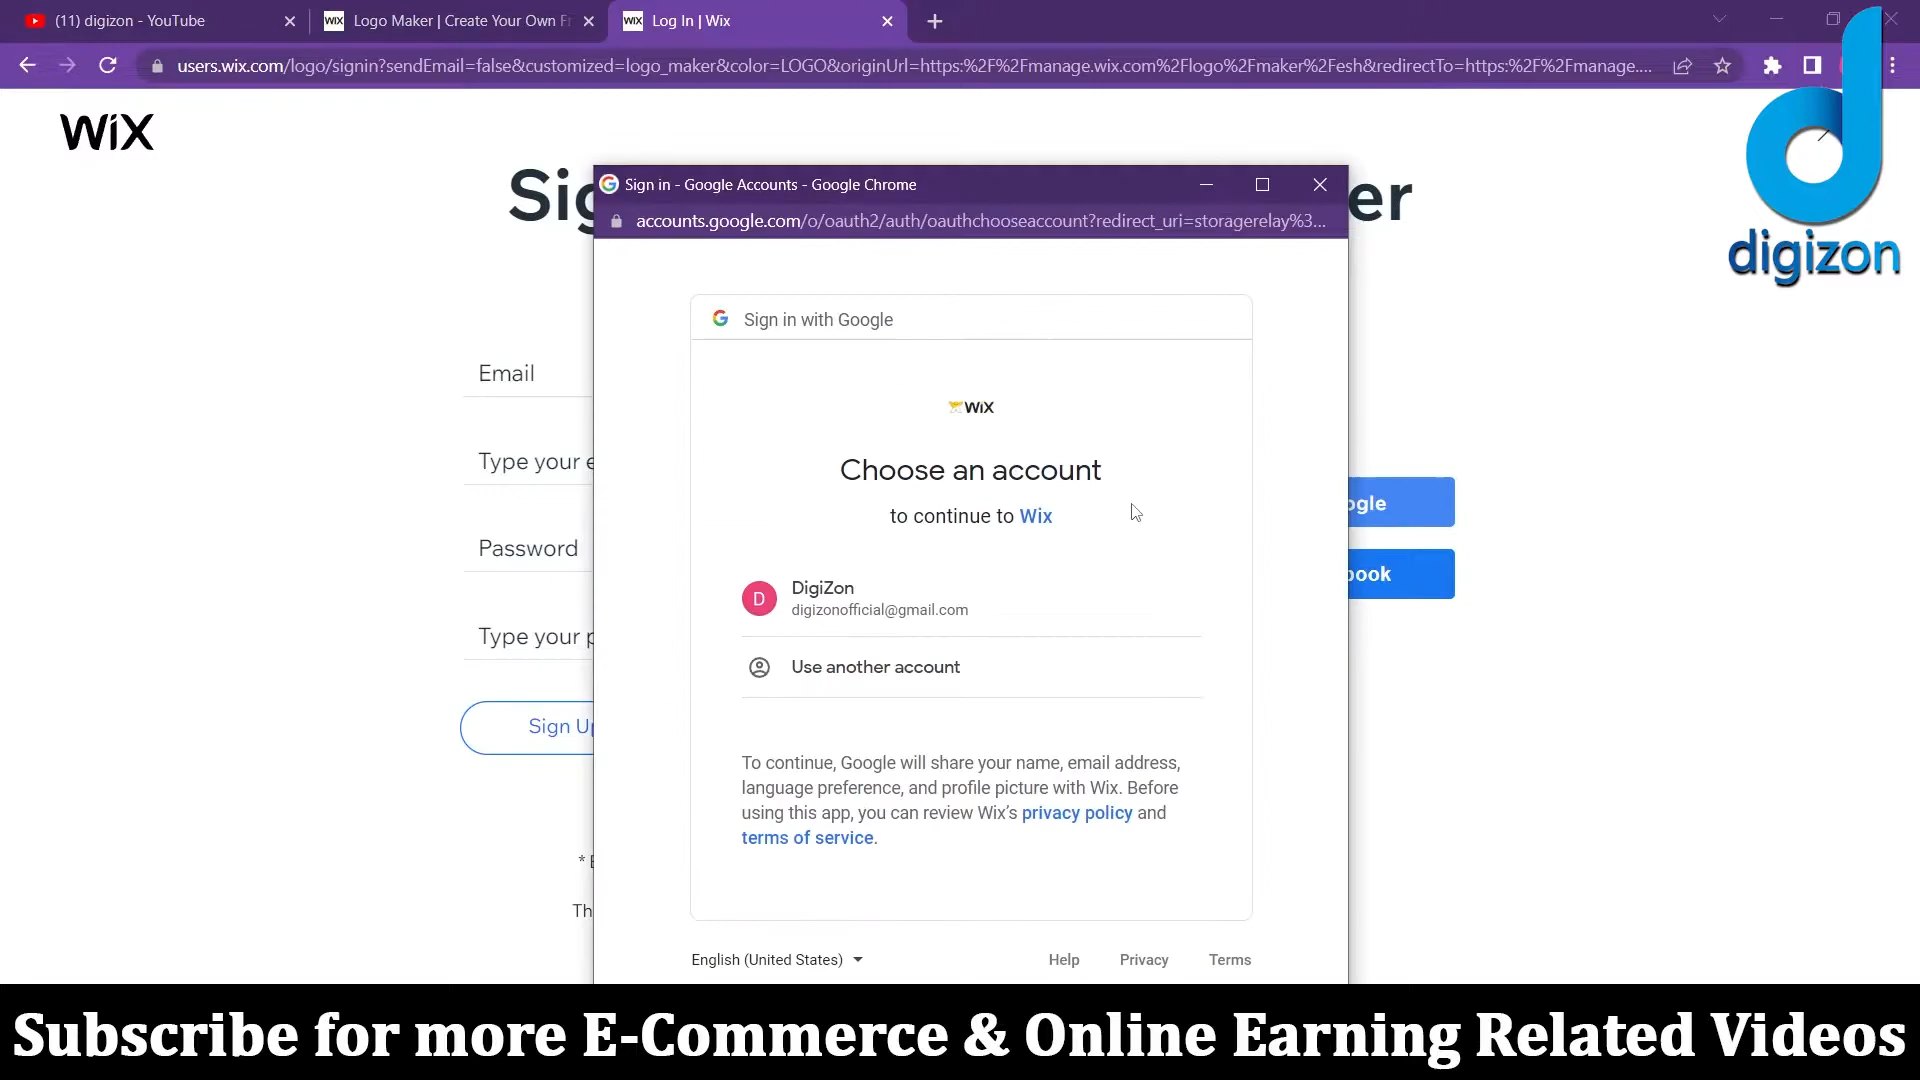 (11) digizon - YouTube
WiX Logo Maker | Create Your Own Fr
WiX Log In | Wix
users.wix.com/logo/signin?sendEmail=false&customized=logo_maker&color=LOGO&originUrl=https:%2F%2Fmanage.wix.com%2Flogo%2Fmaker%2Fesh&redirectTo=https:%2F%2Fmanage....
WiX
digizon
Sig
er
Sign in - Google Accounts - Google Chrome
accounts.google.com/o/oauth2/auth/oauthchooseaccount?redirect_uri=storagerelay%3...
Sign in with Google
Email
WiX
Type your e
Choose an account
to continue to Wix
ogle
Password
book
D DigiZon
digizonofficial@gmail.com
Type your p
Use another account
Sign Up
To continue, Google will share your name, email address,
language preference, and profile picture with Wix. Before
using this app, you can review Wix's privacy policy and
terms of service.
* E
Th
English (United States)
Help Privacy Terms
Subscribe for more E-Commerce & Online Earning Related Videos